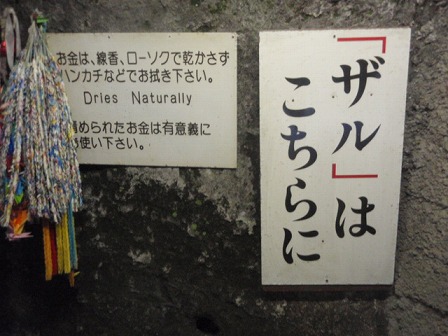 お金は、線香、ローソクで乾かさず
ハンカチなどでお拭き下さい。
Dries Naturally
められたお金は有意義に
使い下さい。
「ザル」は
こちらに